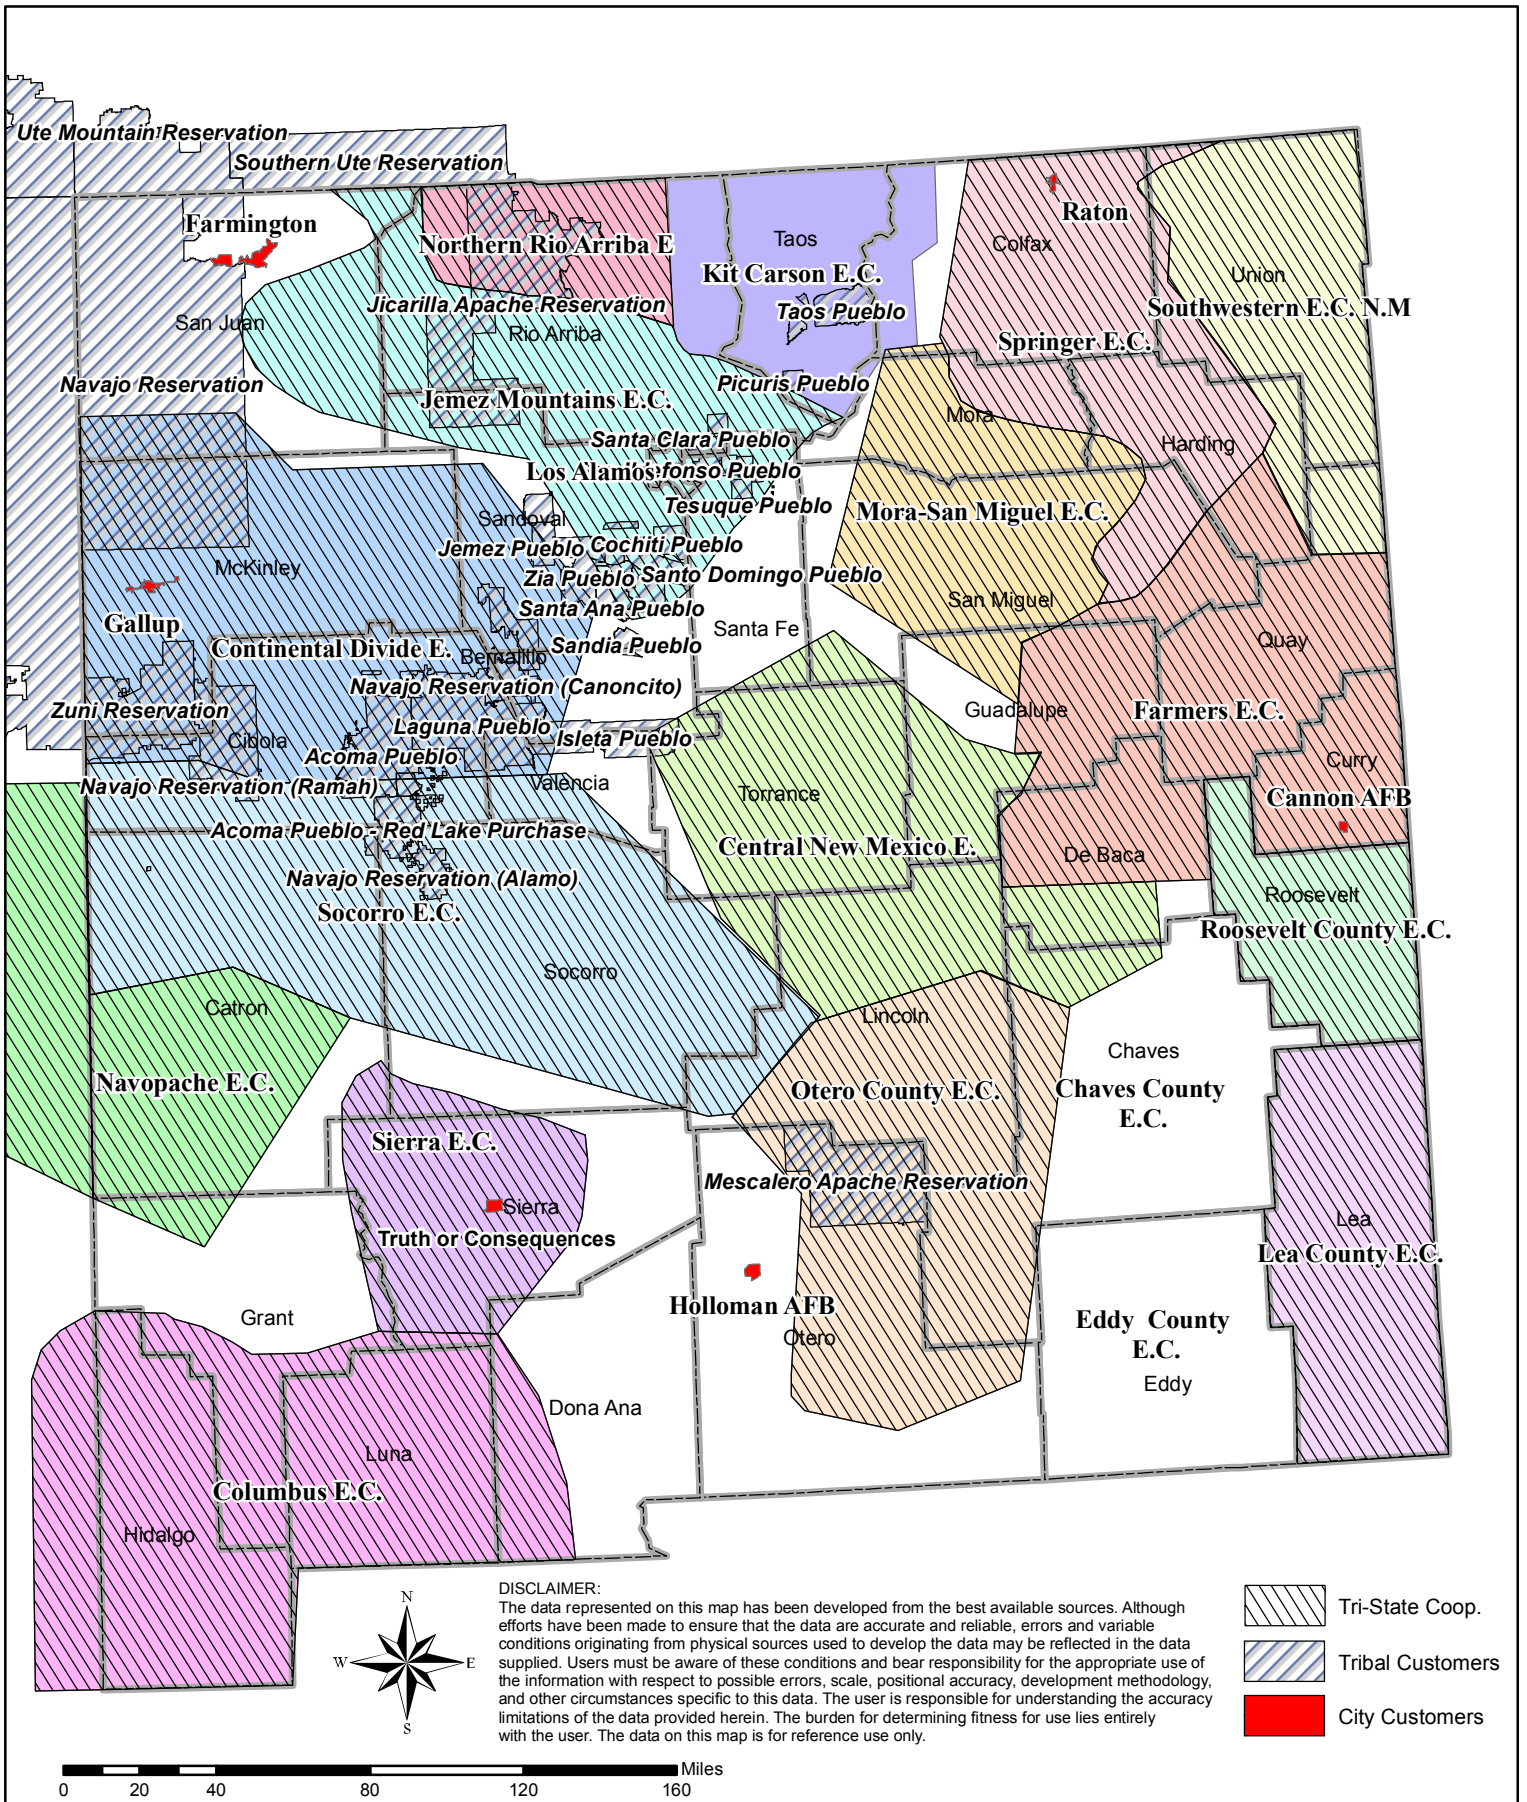 Ute Mountain Reservation
Southern Ute Reservation
Farmington
Raton
Northern Rio Arriba E
Taos
Colfax
Kit Carson E.C.
Union
Jicarilla Apache Reservation
Taos Pueblo
Southwestern E.C. N.M
San Juan
Rio Arriba
Springer E.C.
Navajo Reservation
Picuris Pueblo
Jemez Mountains E.C.
Mora
Santa Clara Pueblo
Harding
Los Alamos
fonso Pueblo
Tesuque Pueblo
Mora-San Miguel E.C.
Sandoval
Jemez Pueblo
Cochiti Pueblo
McKinley
Zia Pueblo
Santo Domingo Pueblo
San Miguel
Santa Ana Pueblo
Gallup
Santa Fe
Continental Divide E.
Sandia Pueblo
Quay
Bernalillo
Navajo Reservation (Canoncito)
Zuni Reservation
Guadalupe
Farmers E.C.
Laguna Pueblo
Isleta Pueblo
Cibola
Acoma Pueblo
Curry
Navajo Reservation (Ramah)
Valencia
Torrance
Cannon AFB
Acoma Pueblo - Red Lake Purchase
Central New Mexico E.
De Baca
Navajo Reservation (Alamo)
Roosevelt
Socorro E.C.
Roosevelt County E.C.
Socorro
Catron
Lincoln
Chaves
Navopache E.C.
Otero County E.C.
Chaves County
E.C.
Sierra E.C.
Mescalero Apache Reservation
Sierra
Lea
Truth or Consequences
Lea County E.C.
Holloman AFB
Grant
Otero
Eddy County
E.C.
Eddy
Dona Ana
Luna
Columbus E.C.
Hidalgo
N
W
E
S
DISCLAIMER:
The data represented on this map has been developed from the best available sources. Although
efforts have been made to ensure that the data are accurate and reliable, errors and variable
conditions originating from physical sources used to develop the data may be reflected in the data
supplied. Users must be aware of these conditions and bear responsibility for the appropriate use of
the information with respect to possible errors, scale, positional accuracy, development methodology,
and other circumstances specific to this data. The user is responsible for understanding the accuracy
limitations of the data provided herein. The burden for determining fitness for use lies entirely
with the user. The data on this map is for reference use only.
Tri-State Coop.
Tribal Customers
City Customers
Miles
0 20 40 80 120 160